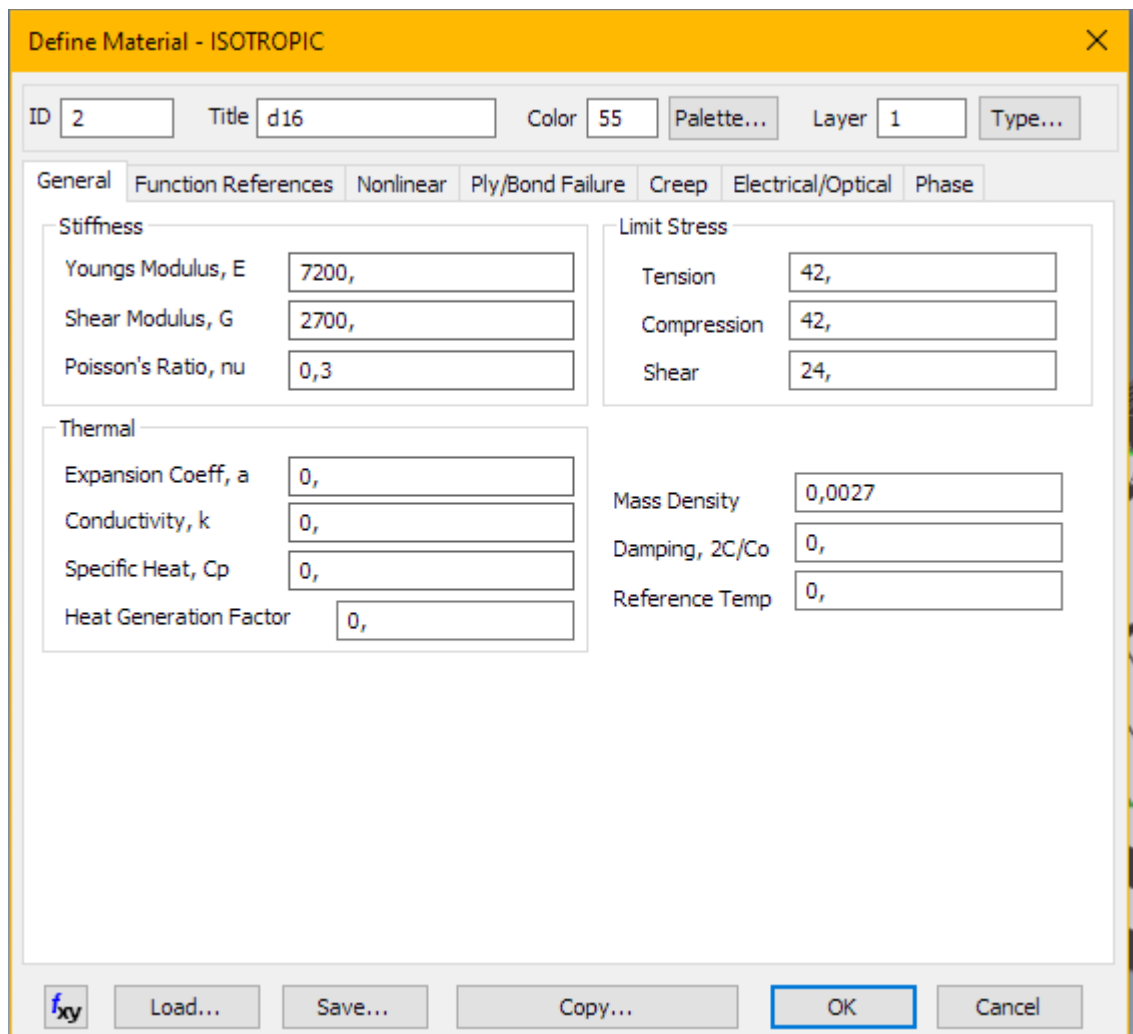 Define Material - ISOTROPIC
ID 2 Title d16 Color 55 Palette... Layer 1 Type...
General Function References Nonlinear Ply/Bond Failure Creep Electrical/Optical Phase
Stiffness
Youngs Modulus, E 7200,
Shear Modulus, G 2700,
Poisson's Ratio, nu 0,3
Limit Stress
Tension 42,
Compression 42,
Shear 24,
Thermal
Expansion Coeff, a 0,
Conductivity, k 0,
Specific Heat, Cp 0,
Heat Generation Factor 0,
Mass Density 0,0027
Damping, 2C/Co 0,
Reference Temp 0,
fxy Load... Save... Copy... OK Cancel